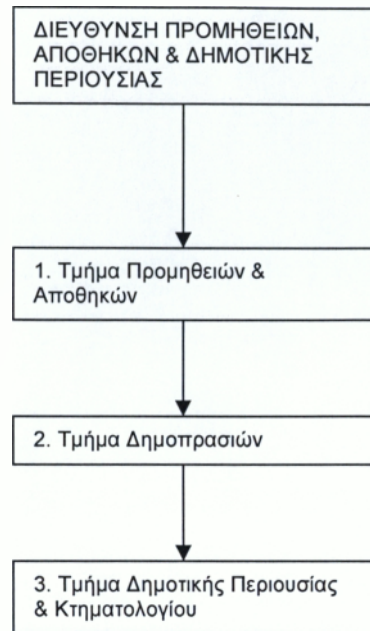 ΔΙΕΥΘΥΝΣΗ ΠΡΟΜΗΘΕΙΩΝ,
ΑΠΟΘΗΚΩΝ & ΔΗΜΟΤΙΚΗΣ
ΠΕΡΙΟΥΣΙΑΣ
1. Τμήμα Προμηθειών &
Αποθηκών
2. Τμήμα Δημοπρασιών
3. Τμήμα Δημοτικής Περιουσίας
& Κτηματολογίου